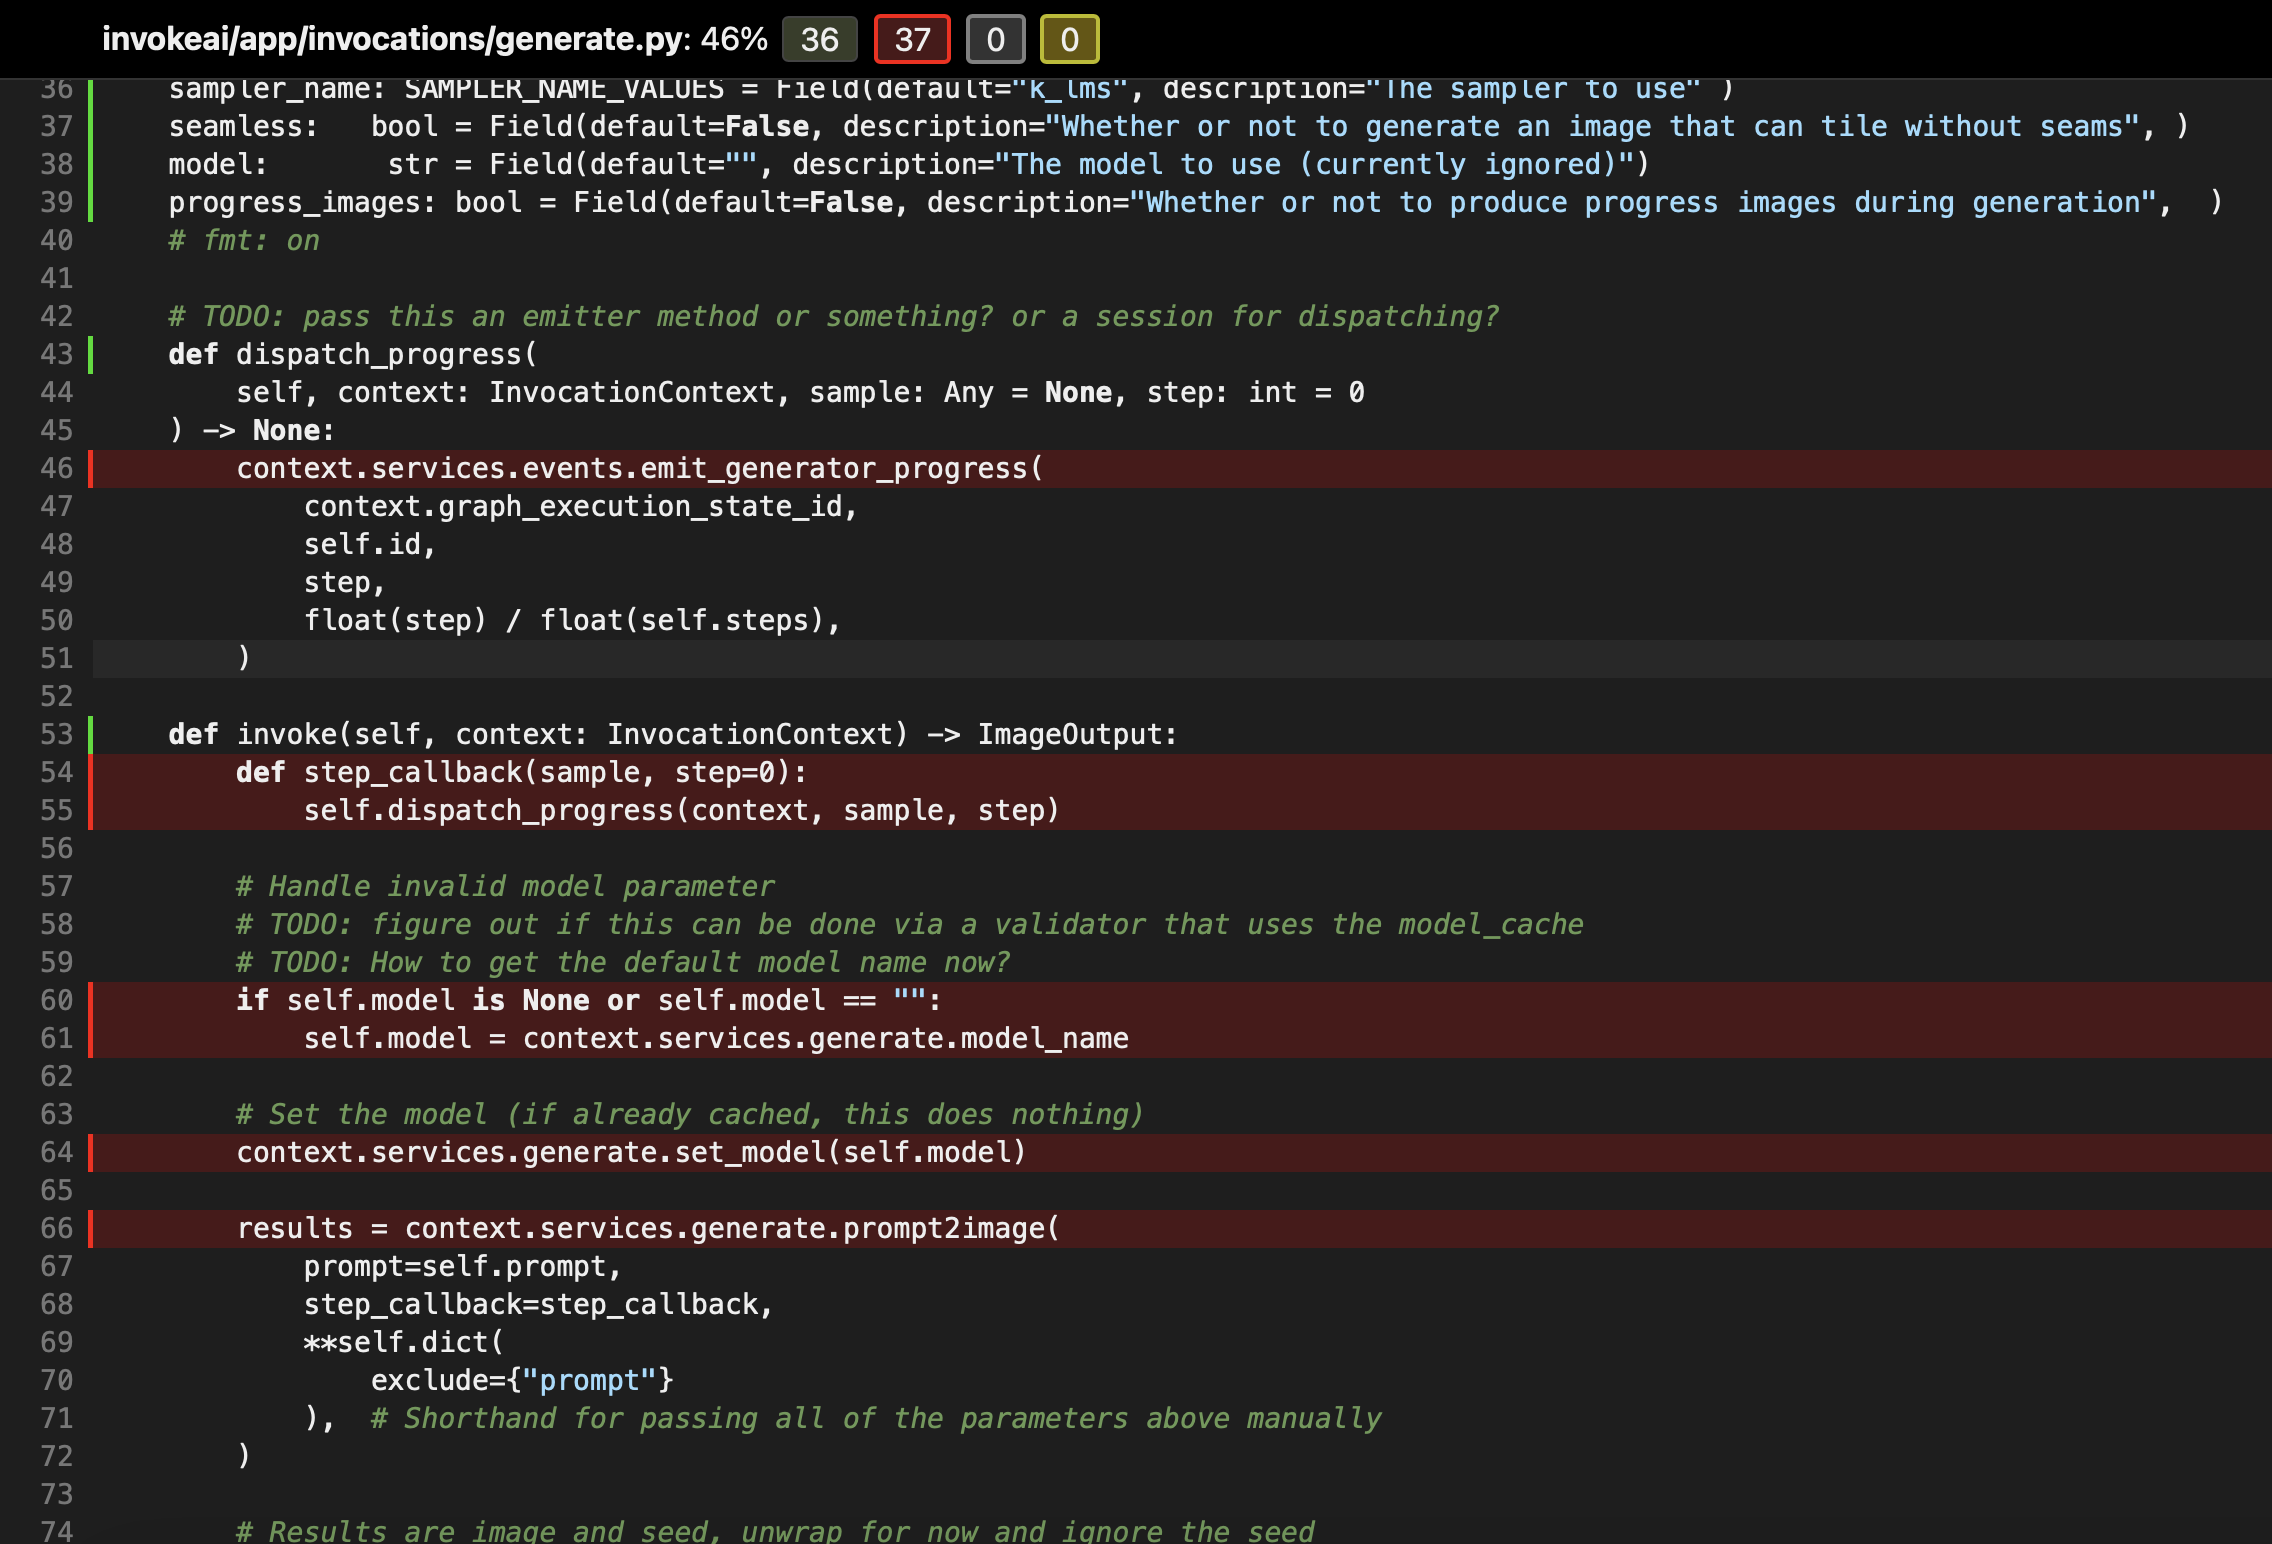 invokeai/app/invocations/generate.py: 46% 36 37 0 0
36 sampler_name: SAMPLER_NAME_VALUES = Field(default="k_lms", description="The sampler to use" )
37 seamless:   bool = Field(default=False, description="Whether or not to generate an image that can tile without seams", )
38 model:       str = Field(default="", description="The model to use (currently ignored)")
39 progress_images: bool = Field(default=False, description="Whether or not to produce progress images during generation",  )
40 # fmt: on
41
42 # TODO: pass this an emitter method or something? or a session for dispatching?
43 def dispatch_progress(
44     self, context: InvocationContext, sample: Any = None, step: int = 0
45 ) -> None:
46     context.services.events.emit_generator_progress(
47         context.graph_execution_state_id,
48         self.id,
49         step,
50         float(step) / float(self.steps),
51     )
52
53 def invoke(self, context: InvocationContext) -> ImageOutput:
54     def step_callback(sample, step=0):
55         self.dispatch_progress(context, sample, step)
56
57     # Handle invalid model parameter
58     # TODO: figure out if this can be done via a validator that uses the model_cache
59     # TODO: How to get the default model name now?
60     if self.model is None or self.model == "":
61         self.model = context.services.generate.model_name
62
63     # Set the model (if already cached, this does nothing)
64     context.services.generate.set_model(self.model)
65
66     results = context.services.generate.prompt2image(
67         prompt=self.prompt,
68         step_callback=step_callback,
69         **self.dict(
70             exclude={"prompt"}
71         ),  # Shorthand for passing all of the parameters above manually
72     )
73
74     # Results are image and seed, unwrap for now and ignore the seed